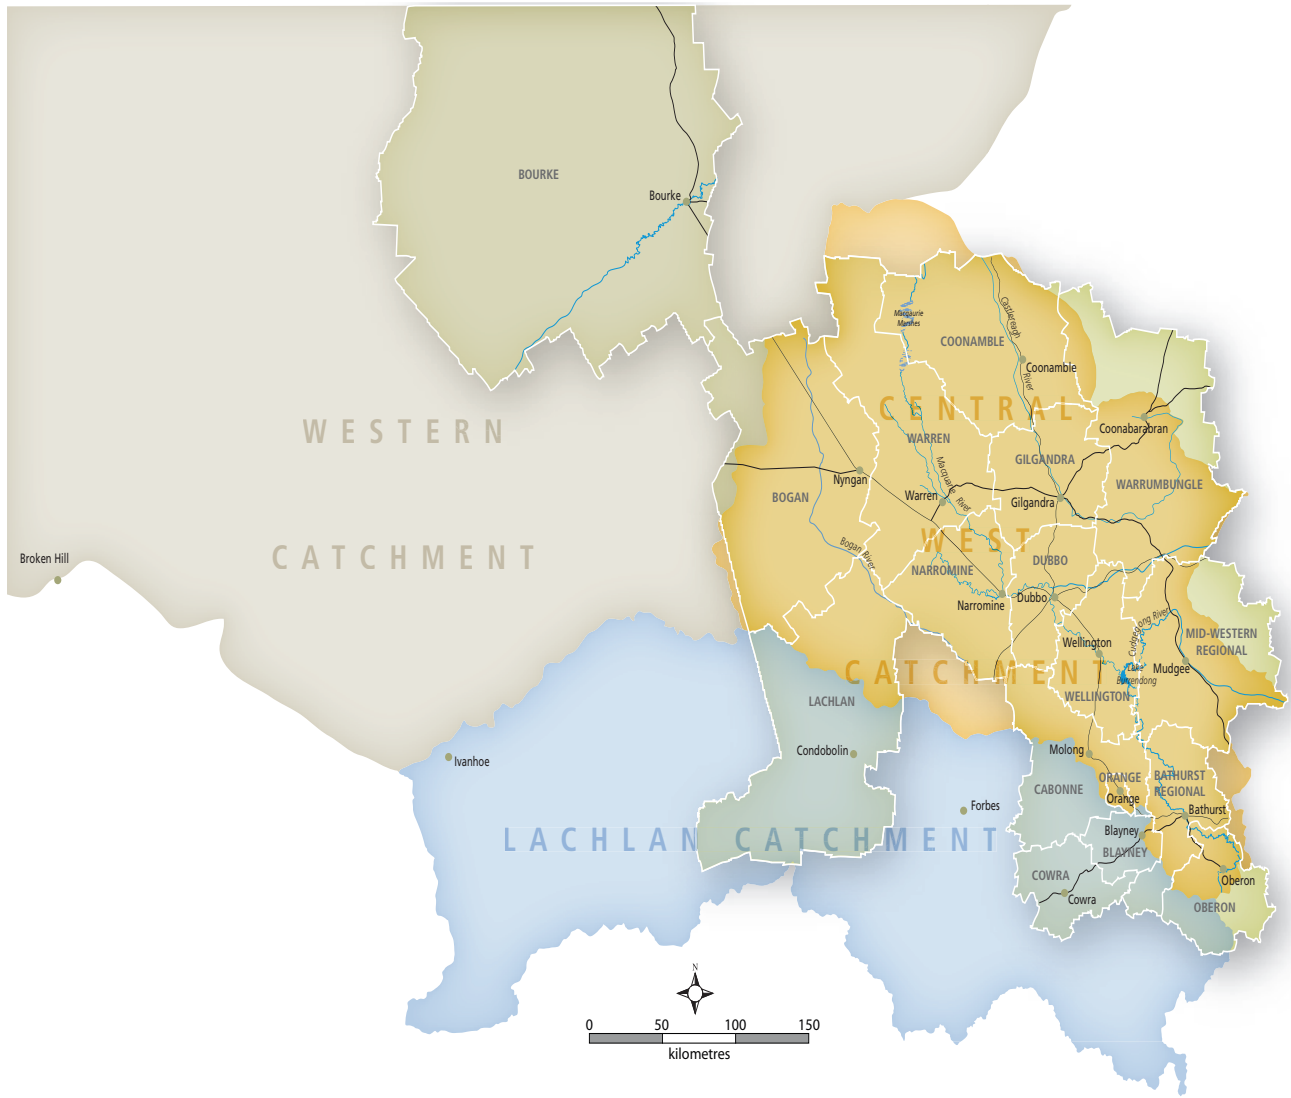 BOURKE
Bourke
Macquarie
Marshes
Castlereagh
River
COONAMBLE
Coonamble
CENTRAL
Coonabarabran
WESTERN
WARREN
GILGANDRA
Macquarie River
Nyngan
WARRUMBUNGLE
BOGAN
Warren
Gilgandra
WEST
Bogan River
CATCHMENT
Broken Hill
DUBBO
NARROMINE
Narromine
Dubbo
Cudgegong River
MID-WESTERN
REGIONAL
Wellington
Lake
Burrendong
Mudgee
CATCHMENT
WELLINGTON
LACHLAN
Condobolin
Molong
Ivanhoe
ORANGE
BATHURST
REGIONAL
CABONNE
Orange
Forbes
Bathurst
LACHLAN CATCHMENT
Blayney
BLAYNEY
COWRA
Oberon
Cowra
OBERON
N
0 50 100 150
kilometres